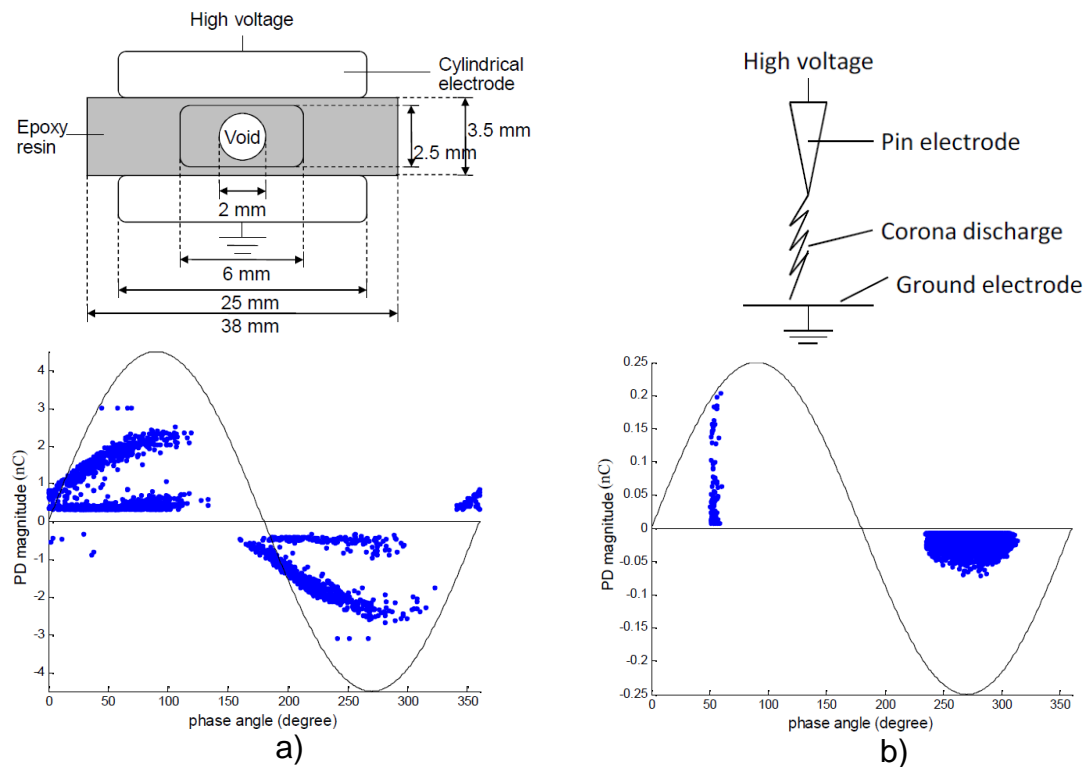 High voltage
Cylindrical
electrode
Epoxy
resin
Void
3.5 mm
2.5 mm
2 mm
6 mm
25 mm
38 mm
PD magnitude (nC)
4
3
2
1
0
-1
-2
-3
-4
0 50 100 150 200 250 300 350
phase angle (degree)
a)
High voltage
Pin electrode
Corona discharge
Ground electrode
PD magnitude (nC)
0.25
0.2
0.15
0.1
0.05
0
-0.05
-0.1
-0.15
-0.2
-0.25
0 50 100 150 200 250 300 350
phase angle (degree)
b)